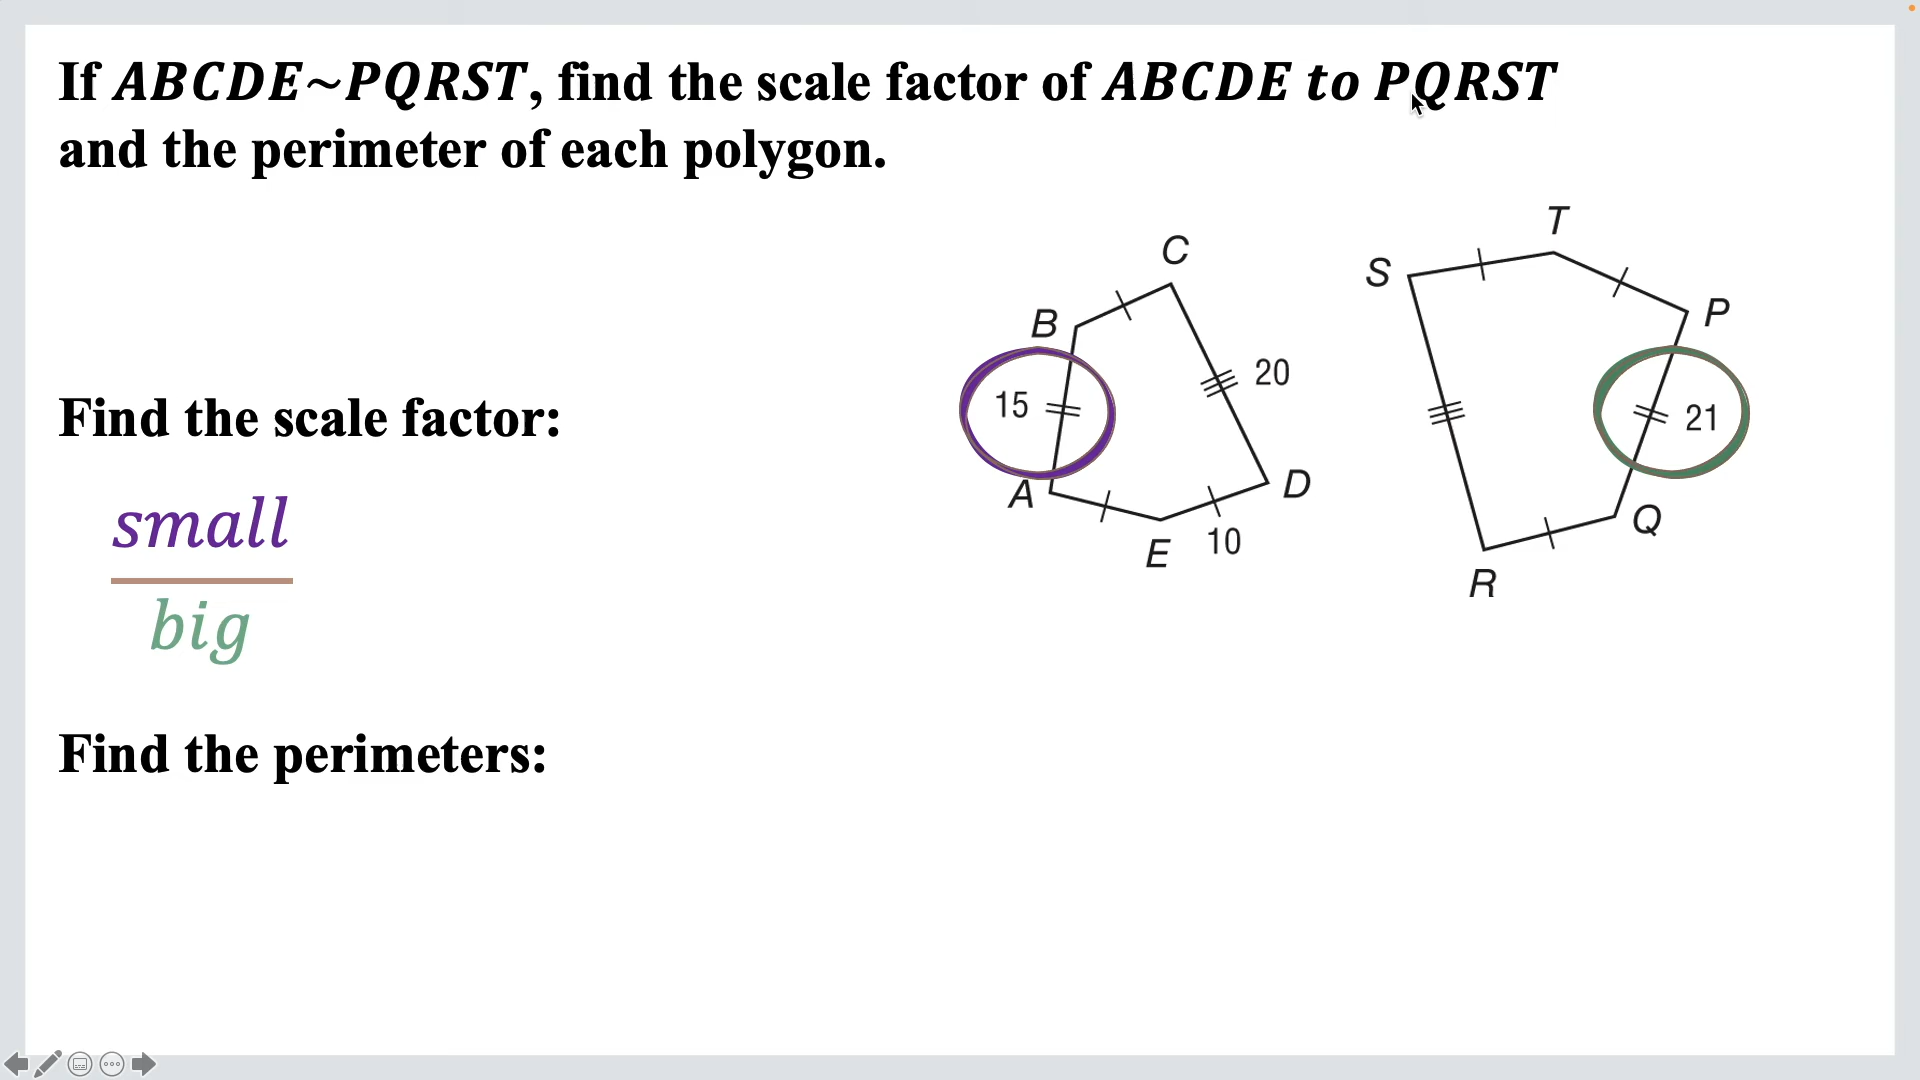 If ABCDE~PQRST, find the scale factor of ABCDE to PQRST
and the perimeter of each polygon.
T
C
S
B
P
20
15
21
A
D
Q
E
10
R
Find the scale factor:
small
big
Find the perimeters: